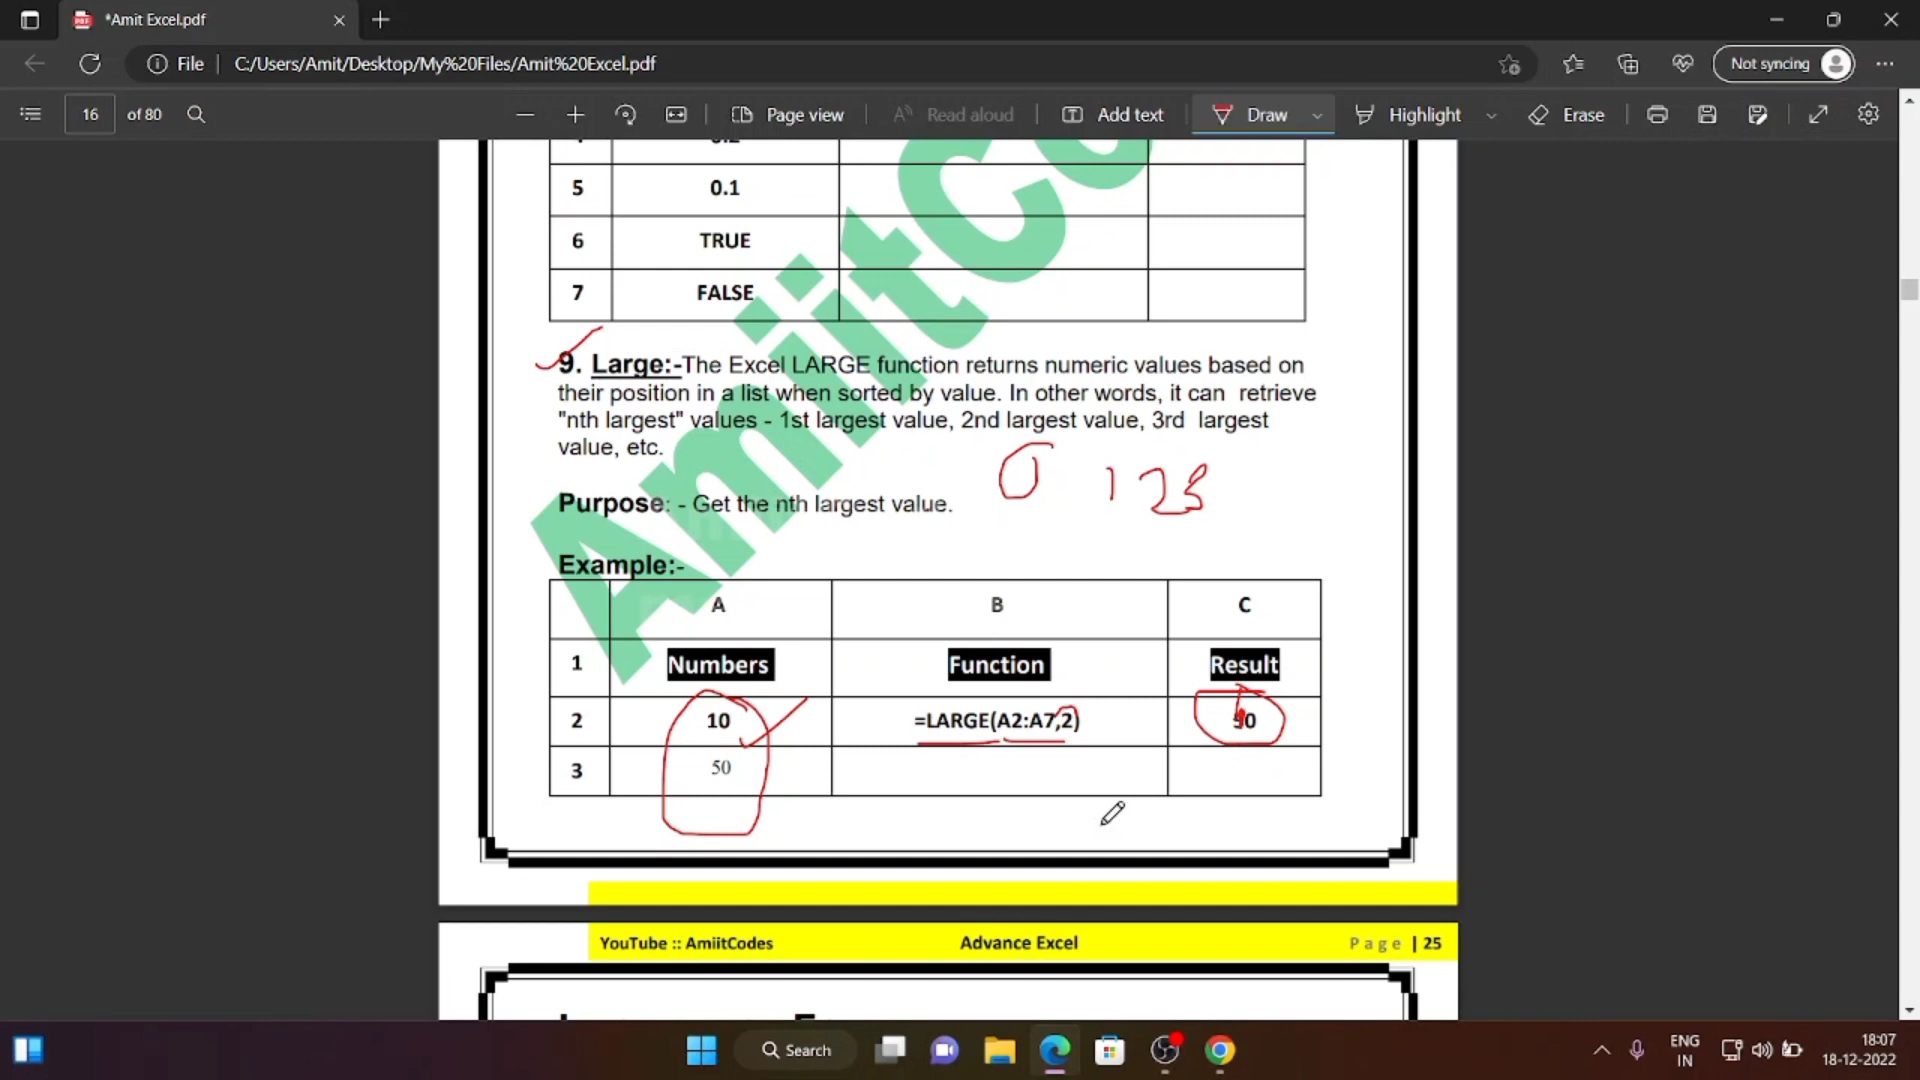 *Amit Excel.pdf
File
C:/Users/Amit/Desktop/My%20Files/Amit%20Excel.pdf
Not syncing
16 of 80
Page view
Read aloud
Add text
Draw
Highlight
Erase
5 0.1
6 TRUE
7 FALSE
9. Large:-The Excel LARGE function returns numeric values based on
their position in a list when sorted by value. In other words, it can retrieve
"nth largest" values - 1st largest value, 2nd largest value, 3rd largest
value, etc.
1 2 3
Purpose: - Get the nth largest value.
Example:-
A B C
1 Numbers Function Result
2 10 =LARGE(A2:A7,2)
3 50
YouTube :: AmiitCodes Advance Excel Page | 25
Search
ENG
IN
18:07
18-12-2022